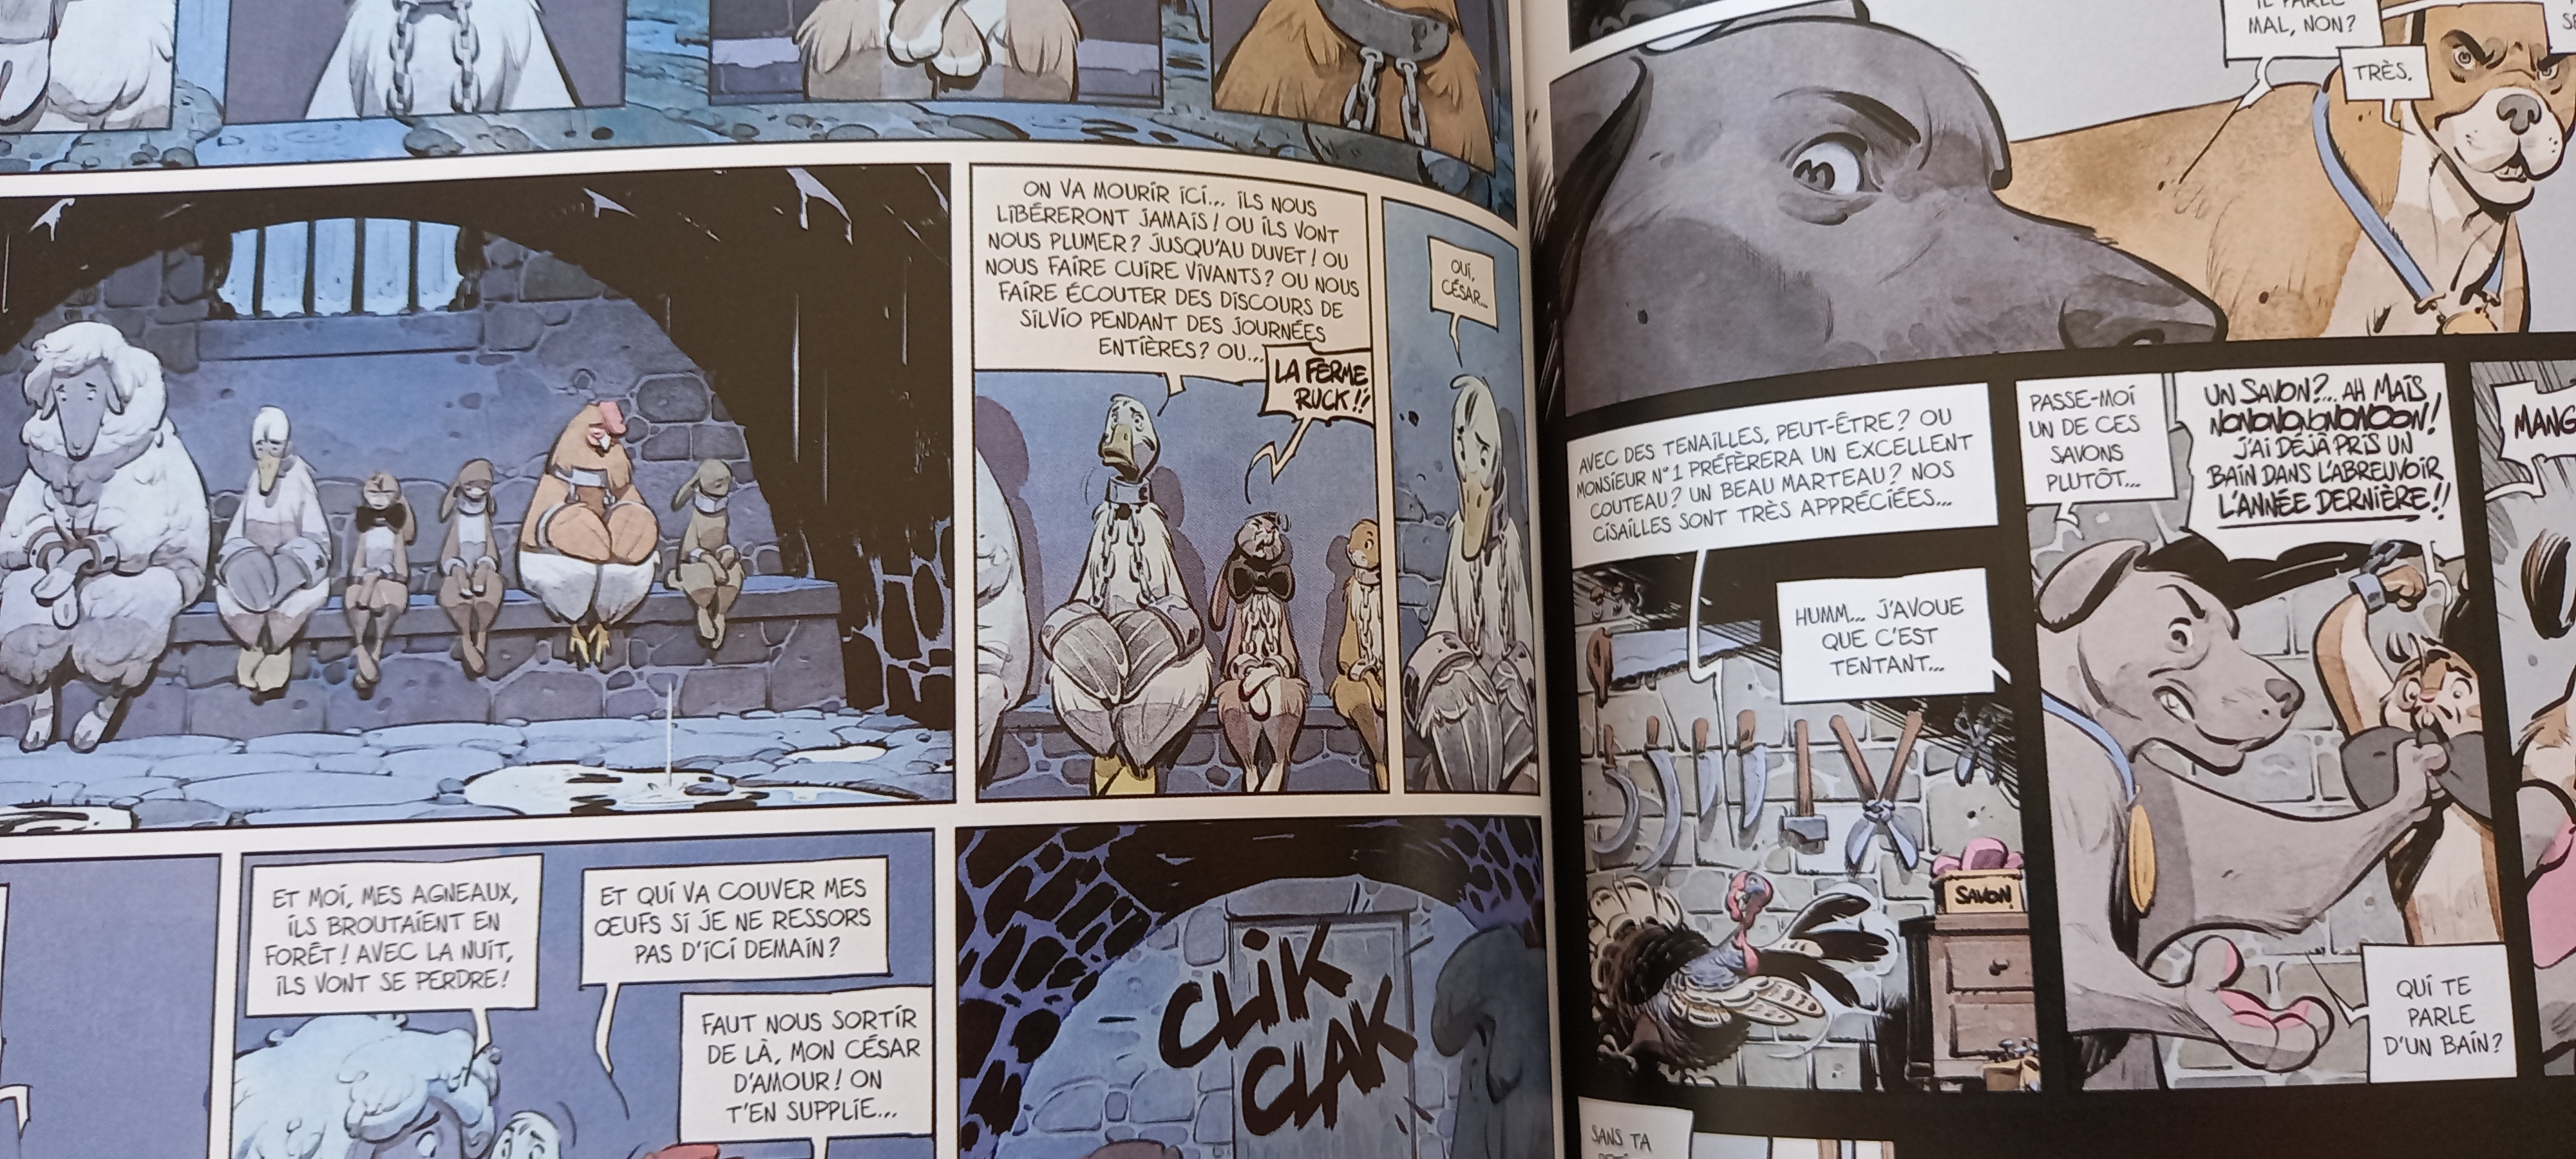 ON VA MOURIR ICI... ILS NOUS
LIBÉRERONT JAMAIS! OU ILS VONT
NOUS PLUMER? JUSQU'AU DUVET! OU
NOUS FAIRE CUIRE VIVANTS? OU NOUS
FAIRE ÉCOUTER DES DISCOURS DE
SILVIO PENDANT DES JOURNÉES
ENTIÈRES? OU...
LA FERME
RUCK!!
OUI,
CÉSAR...
ET MOI, MES AGNEAUX,
ILS BROUTAIENT EN
FORÊT! AVEC LA NUIT,
ILS VONT SE PERDRE!
ET QUI VA COUVER MES
ŒUFS SI JE NE RESSORS
PAS D'ICI DEMAIN?
FAUT NOUS SORTIR
DE LÀ, MON CÉSAR
D'AMOUR! ON
T'EN SUPPLIE...
CLIK
CLAK
MAL, NON?
TRÈS.
AVEC DES TENAILLES, PEUT-ÊTRE? OU
MONSIEUR N°1 PRÉFÈRERA UN EXCELLENT
COUTEAU? UN BEAU MARTEAU? NOS
CISAILLES SONT TRÈS APPRÉCIÉES...
HUMM... J'AVOUE
QUE C'EST
TENTANT...
SAVON
PASSE-MOI
UN DE CES
SAVONS
PLUTÔT...
UN SAVON?... AH MAIS
NONONONONONOON!
J'AI DÉJÀ PRIS UN
BAIN DANS L'ABREUVOIR
L'ANNÉE DERNIÈRE!!
QUI TE
PARLE
D'UN BAIN?
MANG
SANS TA